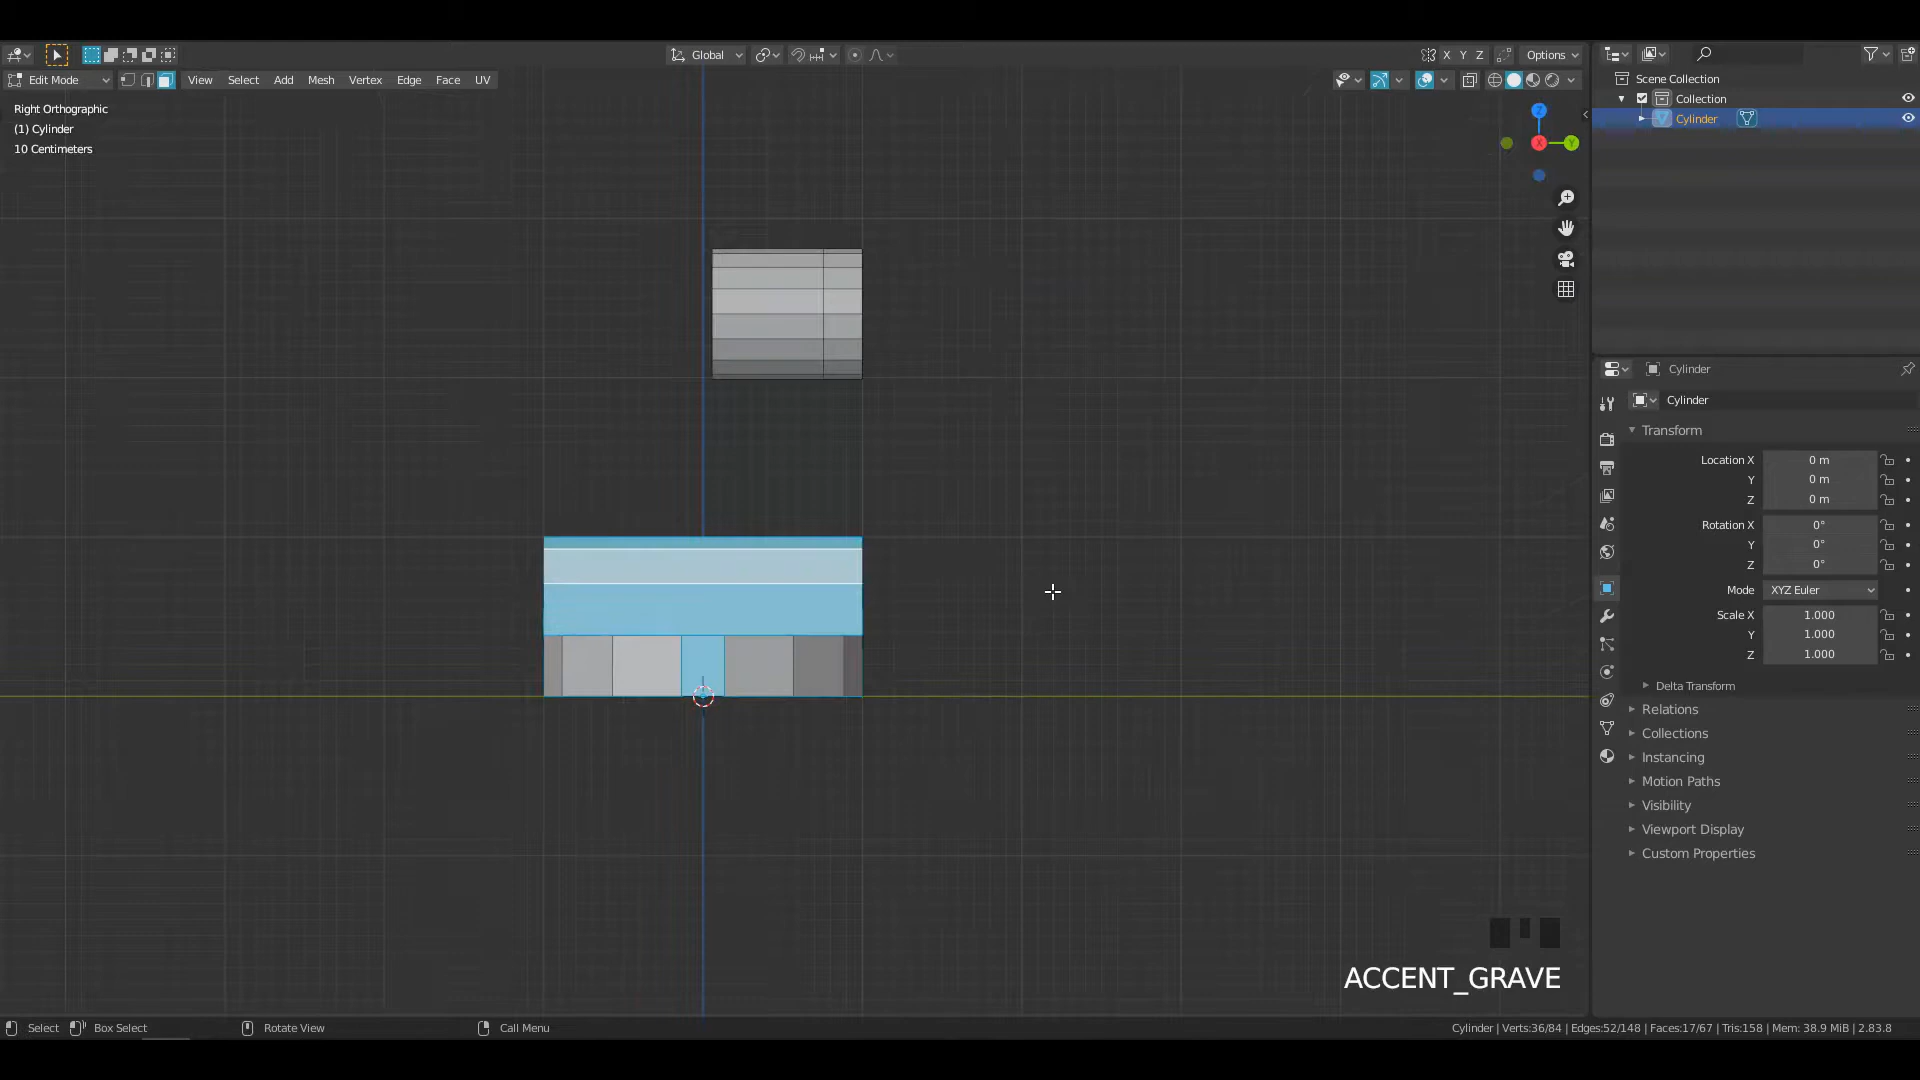 Global
X Y Z
Options
Edit Mode
View Select Add Mesh Vertex Edge Face UV
Right Orthographic
(1) Cylinder
10 Centimeters
Z
X
Y
ACCENT_GRAVE
Scene Collection
Collection
Cylinder
Cylinder
Cylinder
Transform
Location X 0 m
Y 0 m
Z 0 m
Rotation X 0°
Y 0°
Z 0°
Mode XYZ Euler
Scale X 1.000
Y 1.000
Z 1.000
Delta Transform
Relations
Collections
Instancing
Motion Paths
Visibility
Viewport Display
Custom Properties
Select Box Select Rotate View Call Menu
Cylinder | Verts:36/84 | Edges:52/148 | Faces:17/67 | Tris:158 | Mem: 38.9 MiB | 2.83.8